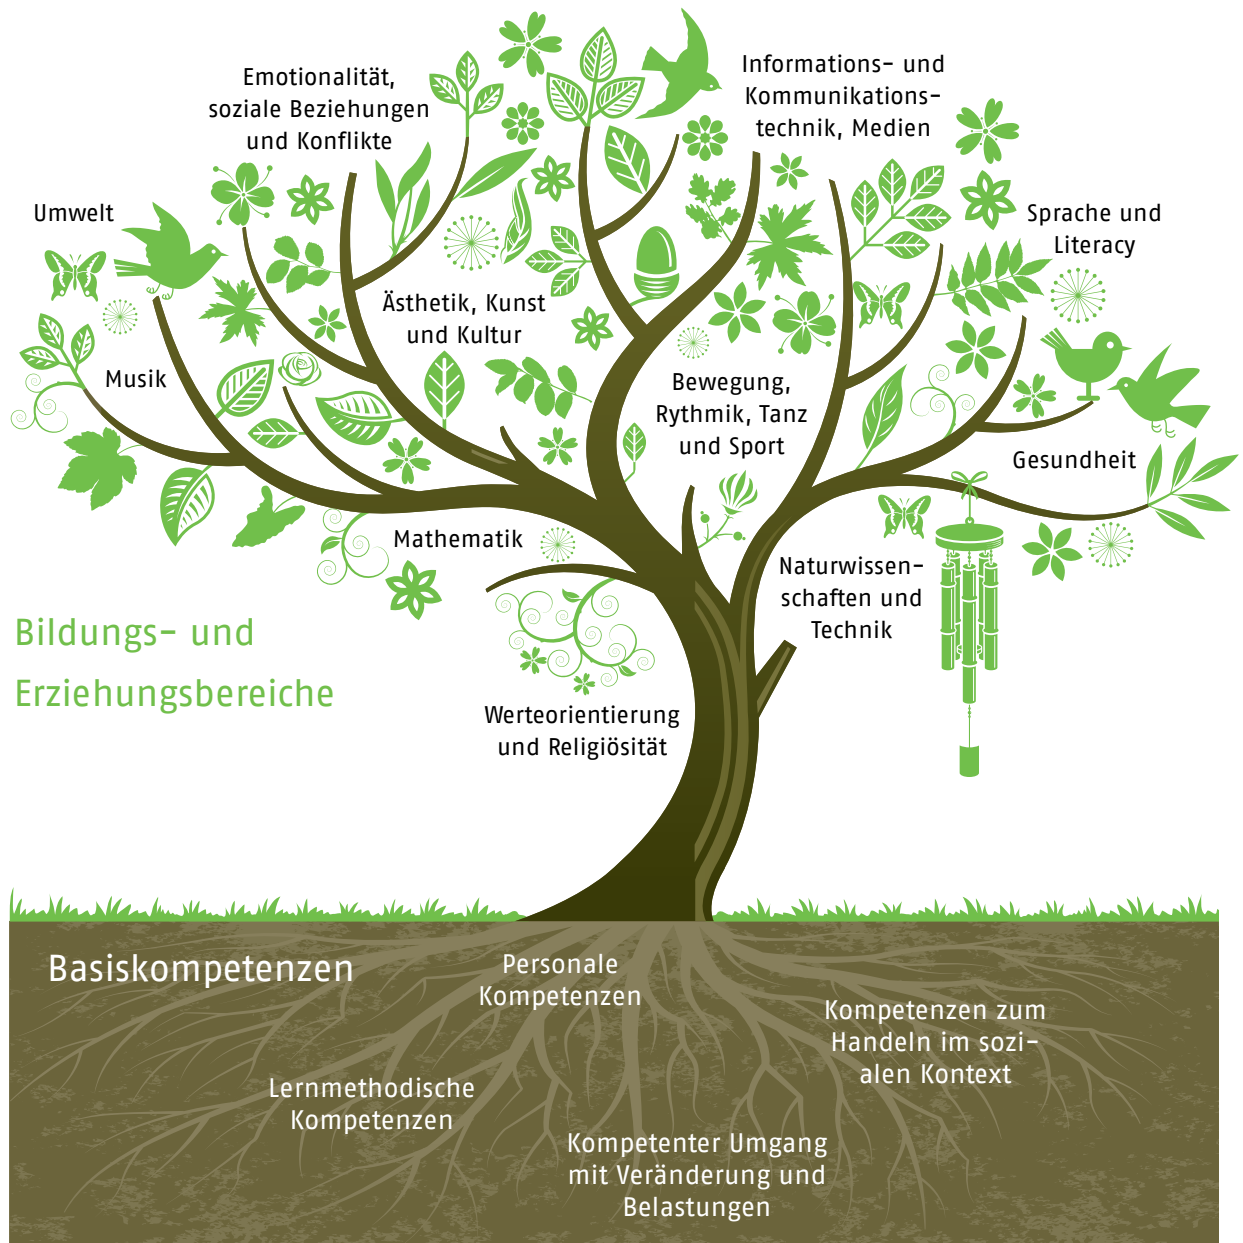 Emotionalität,
soziale Beziehungen
und Konflikte
Informations- und
Kommunikations-
technik, Medien
Umwelt
Sprache und
Literacy
Ästhetik, Kunst
und Kultur
Musik
Bewegung,
Rythmik, Tanz
und Sport
Gesundheit
Mathematik
Naturwissen-
schaften und
Technik
Bildungs- und
Erziehungsbereiche
Werteorientierung
und Religiösität
Basiskompetenzen
Personale
Kompetenzen
Kompetenzen zum
Handeln im sozi-
alen Kontext
Lernmethodische
Kompetenzen
Kompetenter Umgang
mit Veränderung und
Belastungen